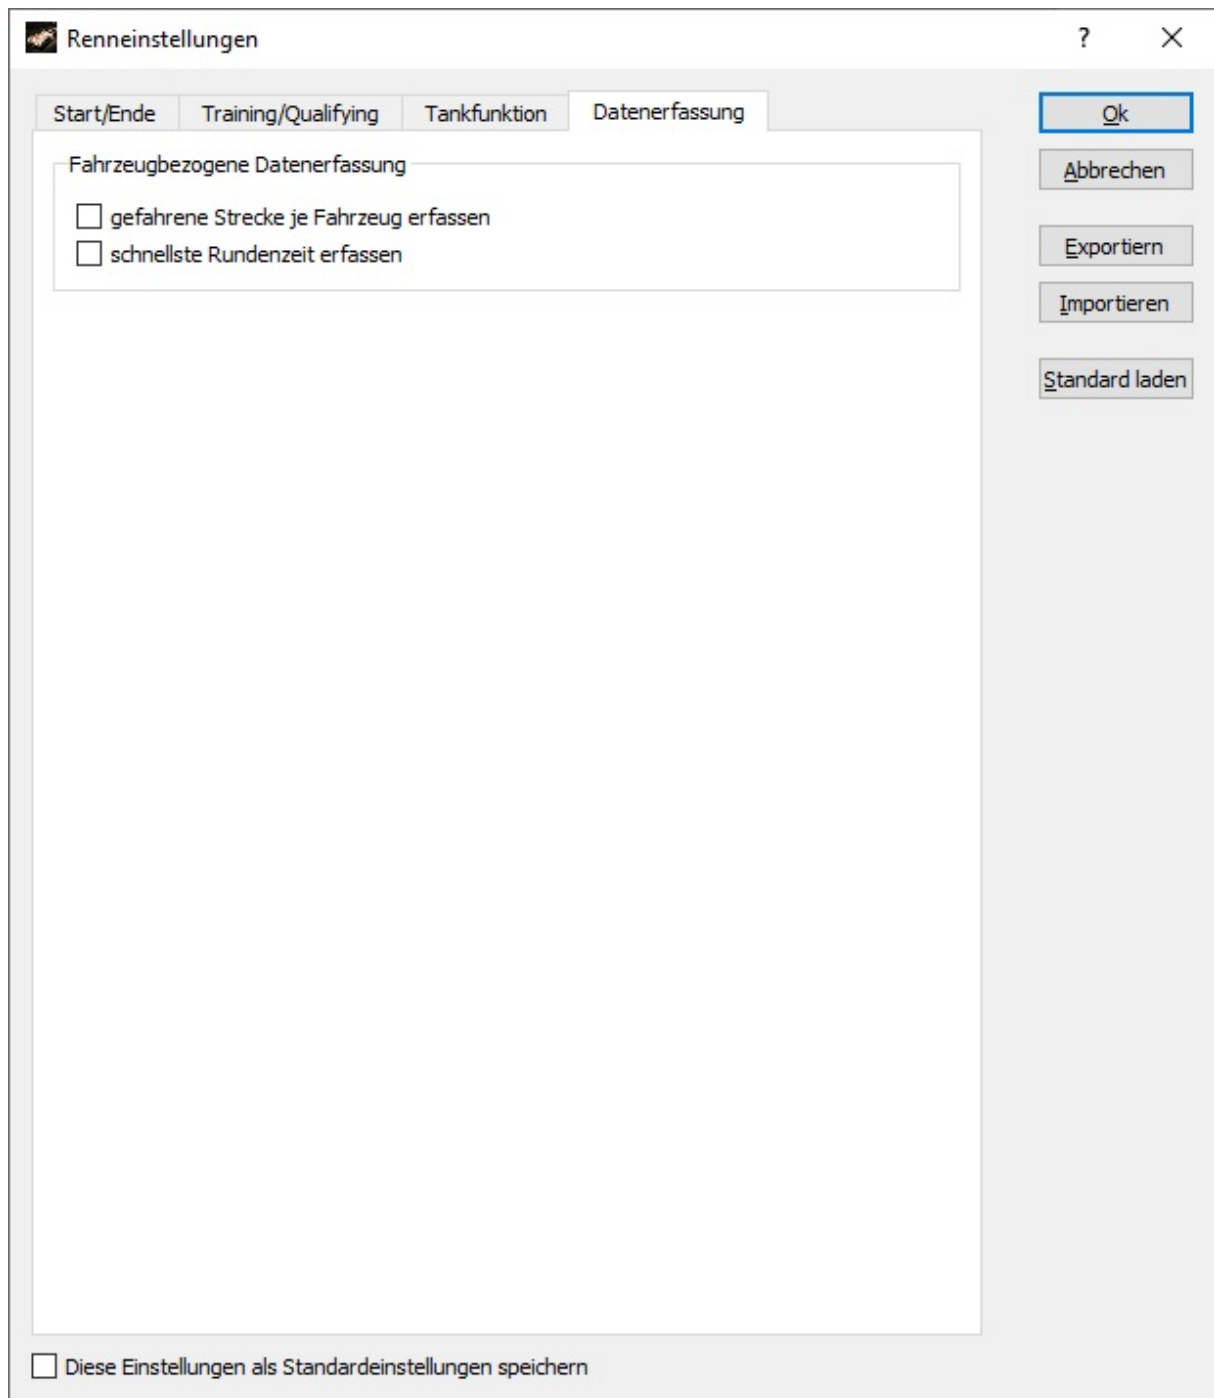 Renneinstellungen
?
Start/Ende Training/Qualifying Tankfunktion Datenerfassung
Ok
Abbrechen
Exportiern
Importieren
Standard laden
Fahrzeugbezogene Datenerfassung
gefahrene Strecke je Fahrzeug erfassen
schnellste Rundenzeit erfassen
Diese Einstellungen als Standardeinstellungen speichern